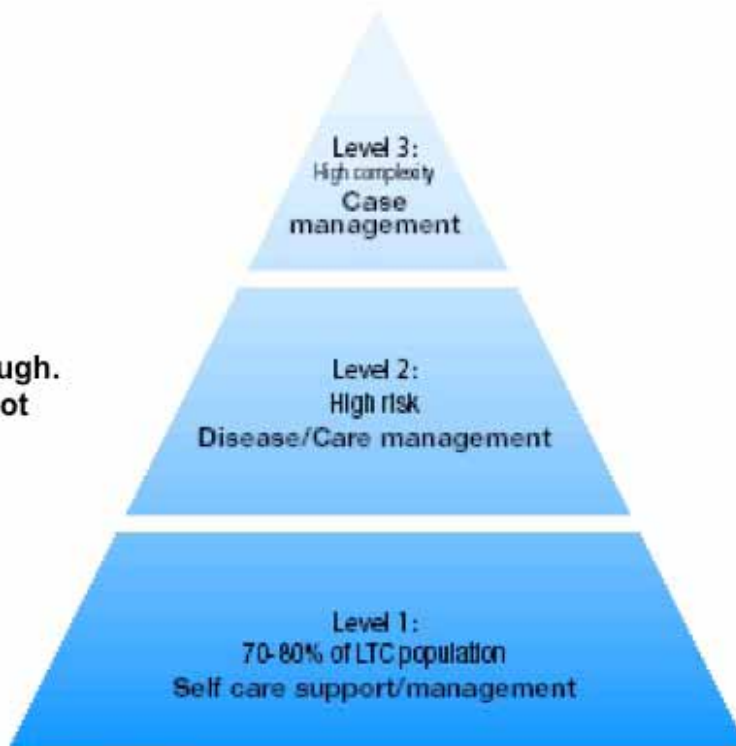 Level 3:
High complexity
Case
management
ugh.
ot
Level 2:
High risk
Disease/Care management
Level 1:
70-80% of LTC population
Self care support/management